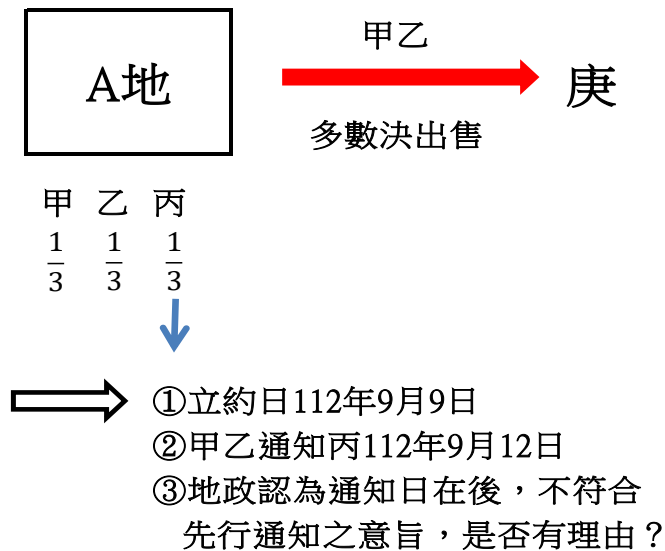 A地
甲乙
庚
多數決出售
甲 乙 丙
1/3 1/3 1/3
①立約日112年9月9日
②甲乙通知丙112年9月12日
③地政認為通知日在後，不符合
先行通知之意旨，是否有理由？